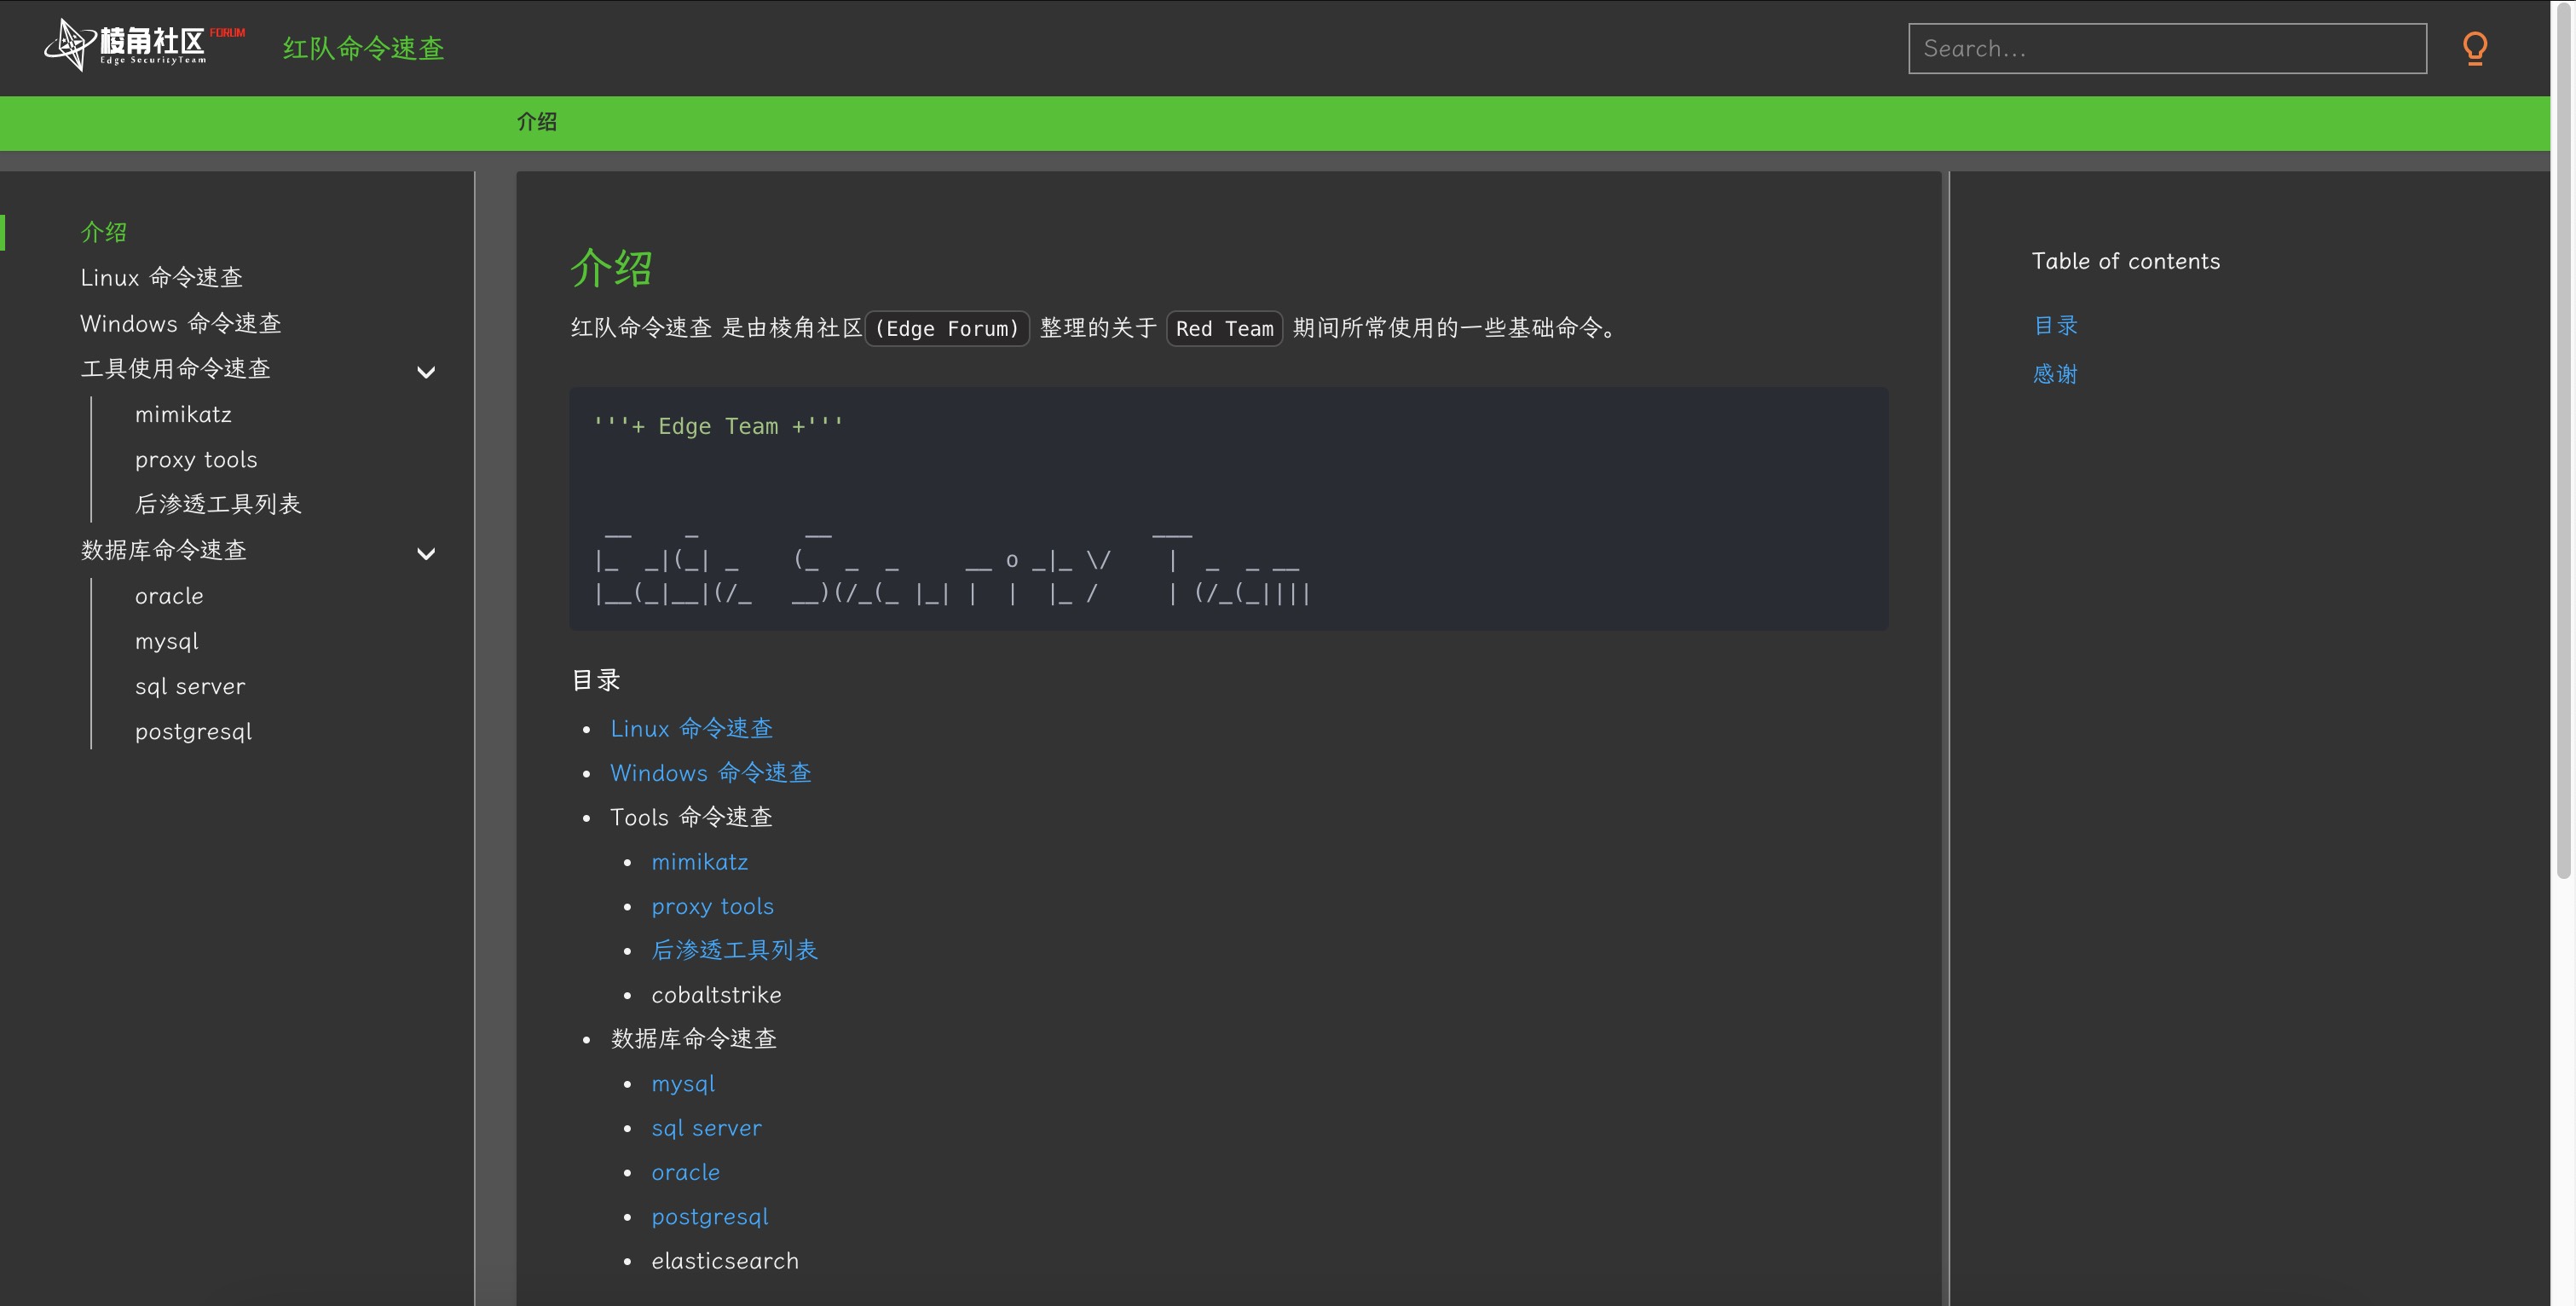 棱角社区 FORUM
Edge SecurityTeam
红队命令速查
Search...
介绍
介绍
Linux 命令速查
Windows 命令速查
工具使用命令速查
mimikatz
proxy tools
后渗透工具列表
数据库命令速查
oracle
mysql
sql server
postgresql
介绍
红队命令速查 是由棱角社区(Edge Forum) 整理的关于 Red Team 期间所常使用的一些基础命令。
'''+ Edge Team +'''
 __    _        __                        ___
|_  _|(_| _    (_  _  _     __ o _|_ \/    |  _  _ __
|__(_|__|(/_   __)(/_(_ |_| |  |  |_ /     | (/_(_||||
目录
Linux 命令速查
Windows 命令速查
Tools 命令速查
mimikatz
proxy tools
后渗透工具列表
cobaltstrike
数据库命令速查
mysql
sql server
oracle
postgresql
elasticsearch
Table of contents
目录
感谢